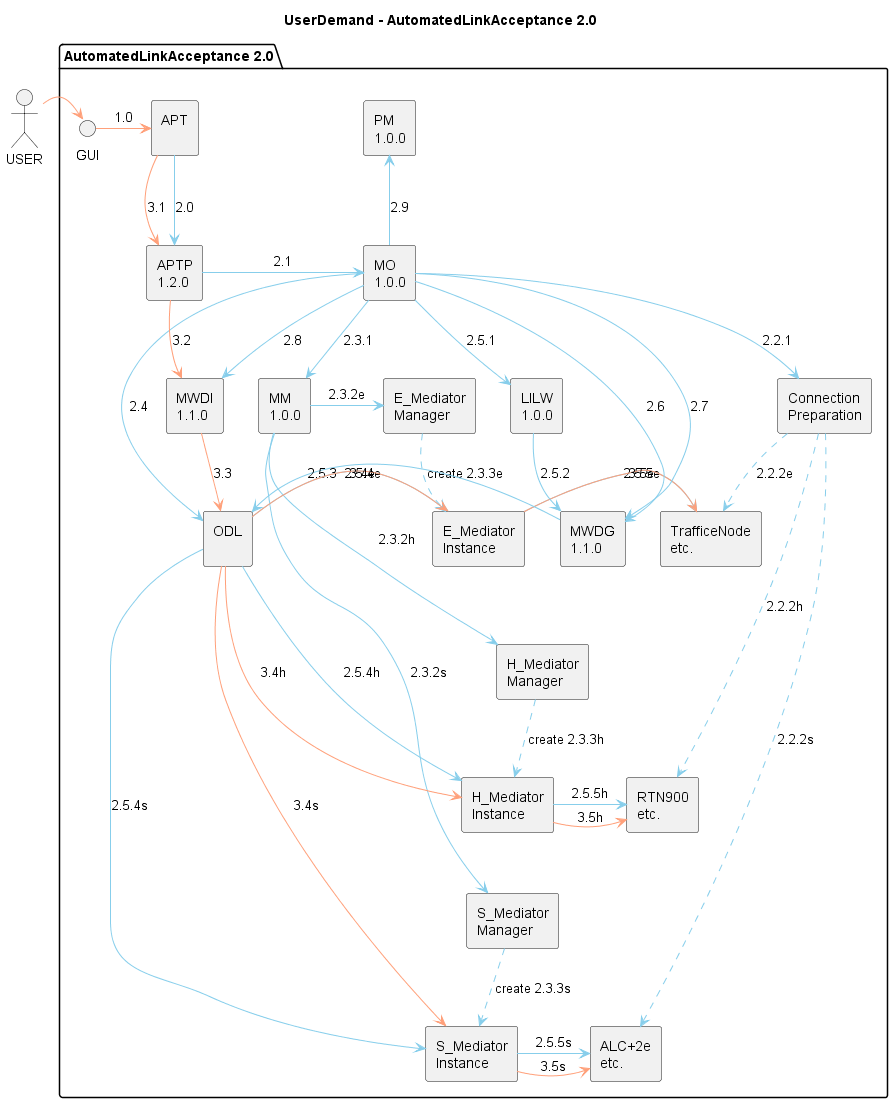 UserDemand - AutomatedLinkAcceptance 2.0
AutomatedLinkAcceptance 2.0
USER
GUI
1.0
APT
PM
1.0.0
3.1
2.0
2.9
APTP
1.2.0
2.1
MO
1.0.0
3.2
2.8
2.3.1
2.5.1
2.2.1
2.4
2.6
2.7
MWDI
1.1.0
MM
1.0.0
2.3.2e
E_Mediator
Manager
LILW
1.0.0
Connection
Preparation
3.3
2.5.3
create 2.3.3e
2.5.2
2.2.2e
ODL
E_Mediator
Instance
MWDG
1.1.0
TrafficeNode
etc.
2.3.2h
2.2.2h
H_Mediator
Manager
3.4h
2.5.4h
2.3.2s
create 2.3.3h
2.2.2s
H_Mediator
Instance
2.5.5h
3.5h
RTN900
etc.
2.5.4s
3.4s
S_Mediator
Manager
create 2.3.3s
S_Mediator
Instance
2.5.5s
3.5s
ALC+2e
etc.